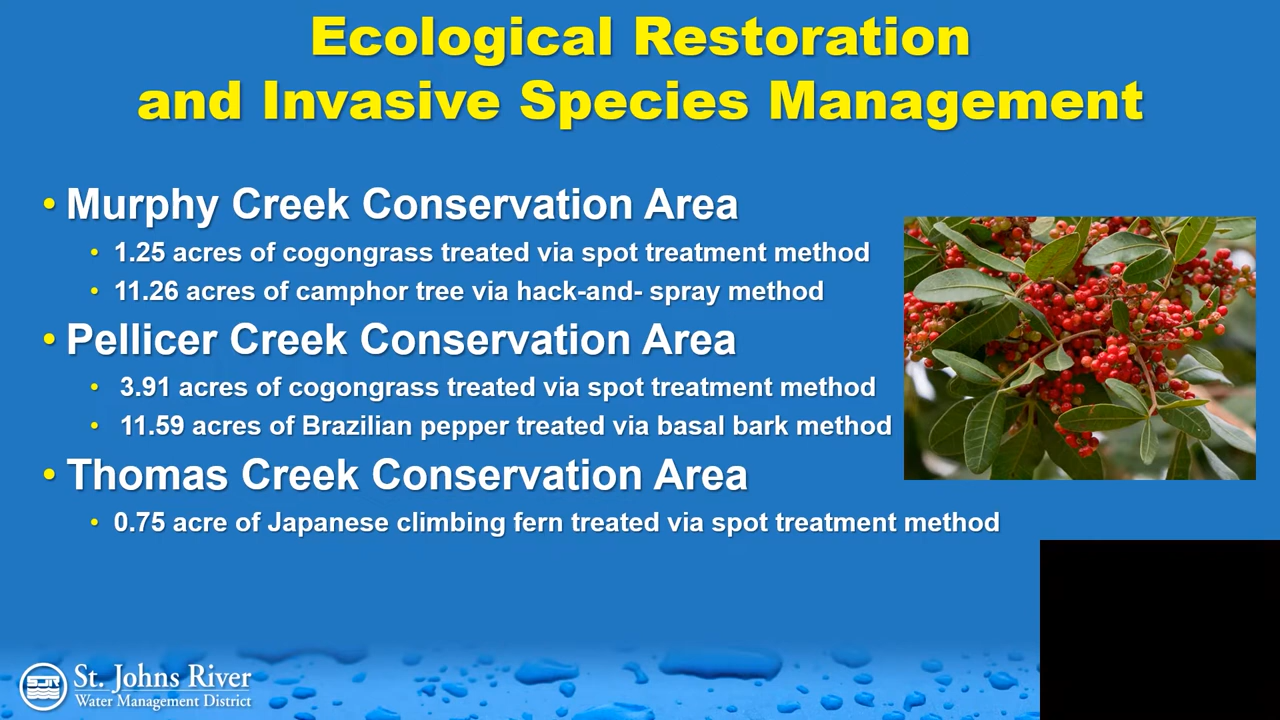 Ecological Restoration
and Invasive Species Management
• Murphy Creek Conservation Area
• 1.25 acres of cogongrass treated via spot treatment method
• 11.26 acres of camphor tree via hack-and- spray method
• Pellicer Creek Conservation Area
• 3.91 acres of cogongrass treated via spot treatment method
• 11.59 acres of Brazilian pepper treated via basal bark method
• Thomas Creek Conservation Area
• 0.75 acre of Japanese climbing fern treated via spot treatment method
SJR
St. Johns River
Water Management District